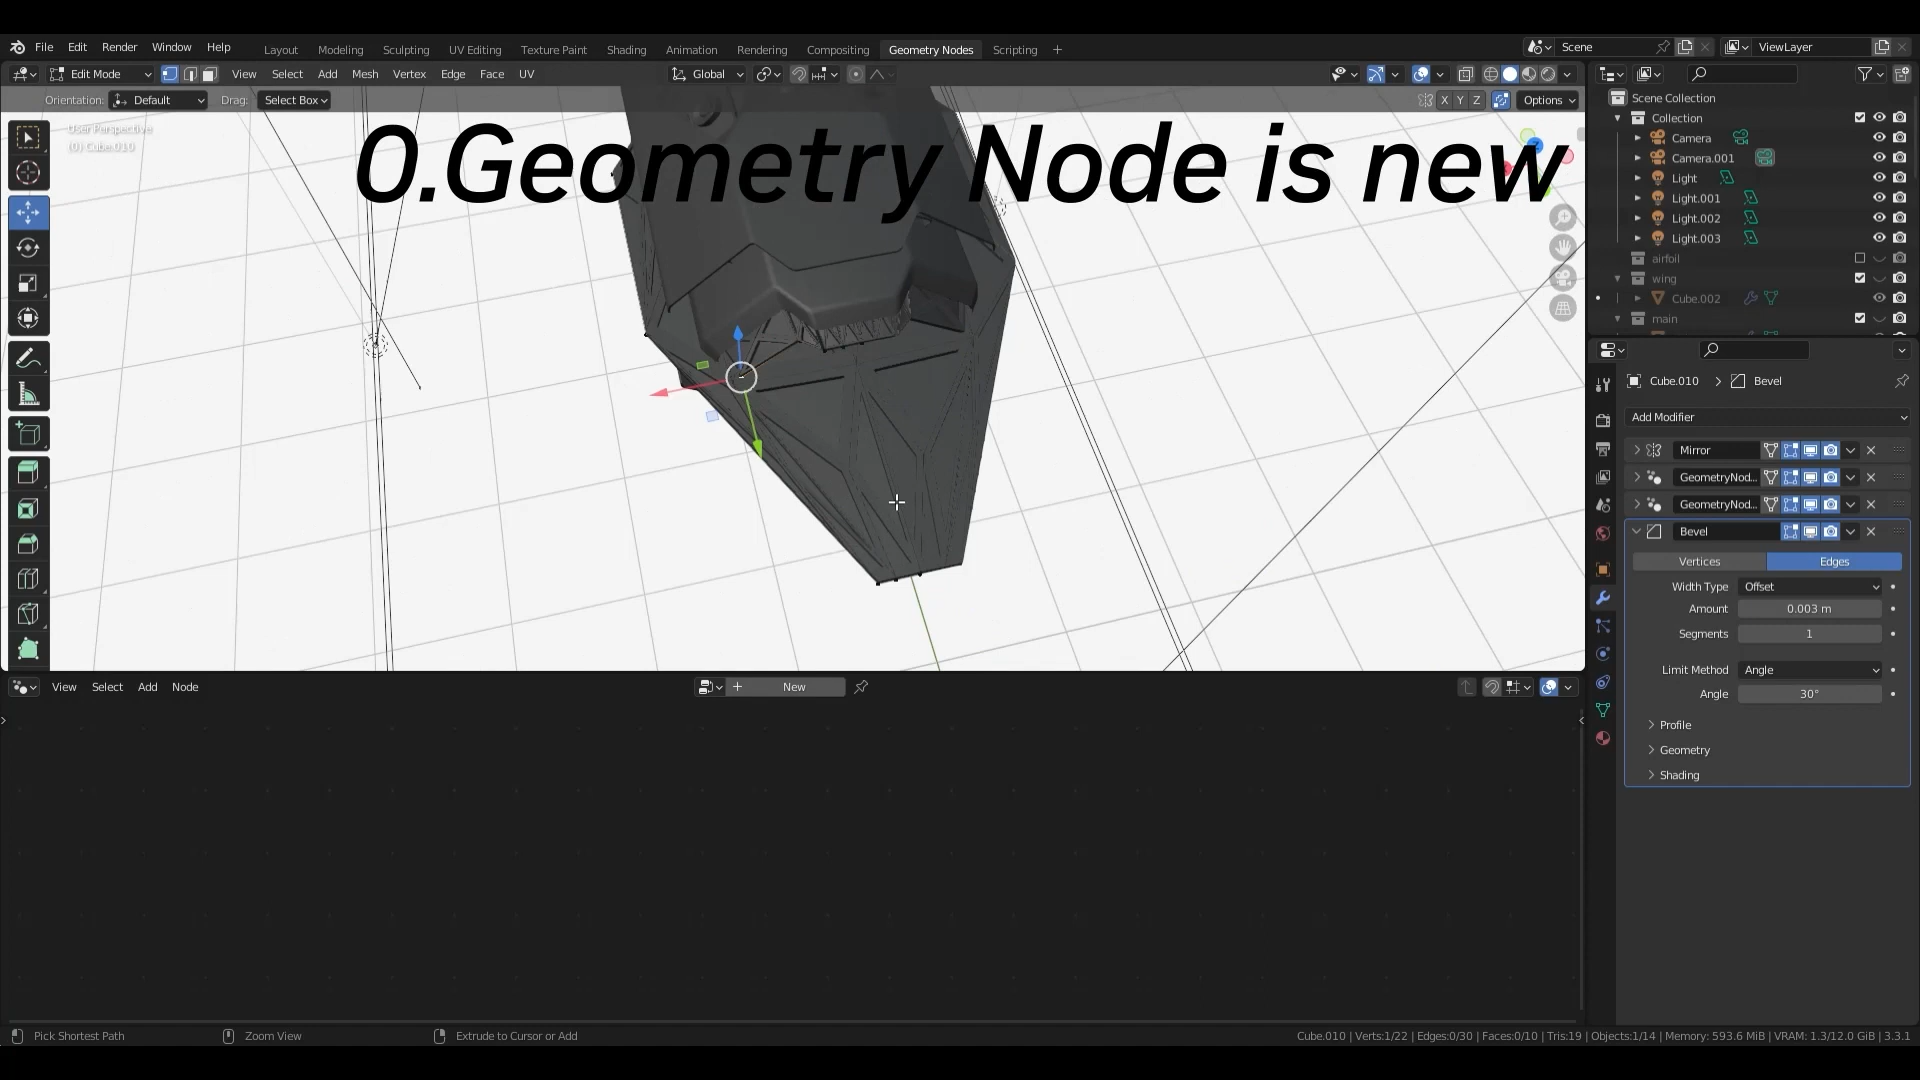 File Edit Render Window Help Layout Modeling Sculpting UV Editing Texture Paint Shading Animation Rendering Compositing Geometry Nodes Scripting + Scene ViewLayer
Edit Mode View Select Add Mesh Vertex Edge Face UV Global
Orientation: Default Drag: Select Box X Y Z Options
User Perspective
(0) Cube.010
0.Geometry Node is new
Scene Collection
Collection
Camera
Camera.001
Light
Light.001
Light.002
Light.003
airfoil
wing
Cube.002
main
Cube.010 > Bevel
Add Modifier
Mirror
GeometryNod...
GeometryNod...
Bevel
Vertices Edges
Width Type Offset
Amount 0.003 m
Segments 1
Limit Method Angle
Angle 30°
Profile
Geometry
Shading
View Select Add Node + New
Pick Shortest Path Zoom View Extrude to Cursor or Add Cube.010 | Verts:1/22 | Edges:0/30 | Faces:0/10 | Tris:19 | Objects:1/14 | Memory: 593.6 MiB | VRAM: 1.3/12.0 GiB | 3.3.1